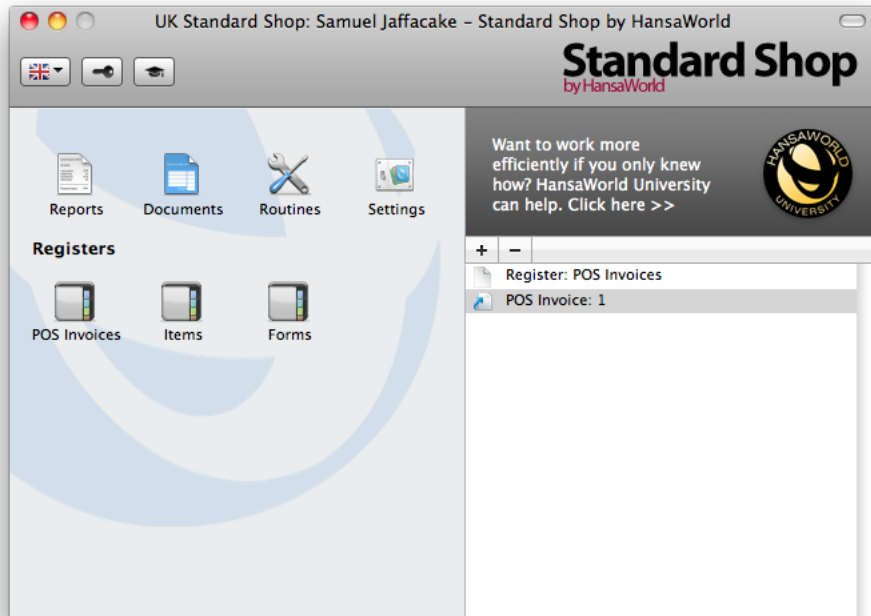 UK Standard Shop: Samuel Jaffacake – Standard Shop by HansaWorld
Standard Shop
by HansaWorld
Want to work more
efficiently if you only knew
how? HansaWorld University
can help. Click here >>
HANSAWORLD
UNIVERSITY
Reports
Documents
Routines
Settings
Registers
POS Invoices
Items
Forms
+ −
Register: POS Invoices
POS Invoice: 1